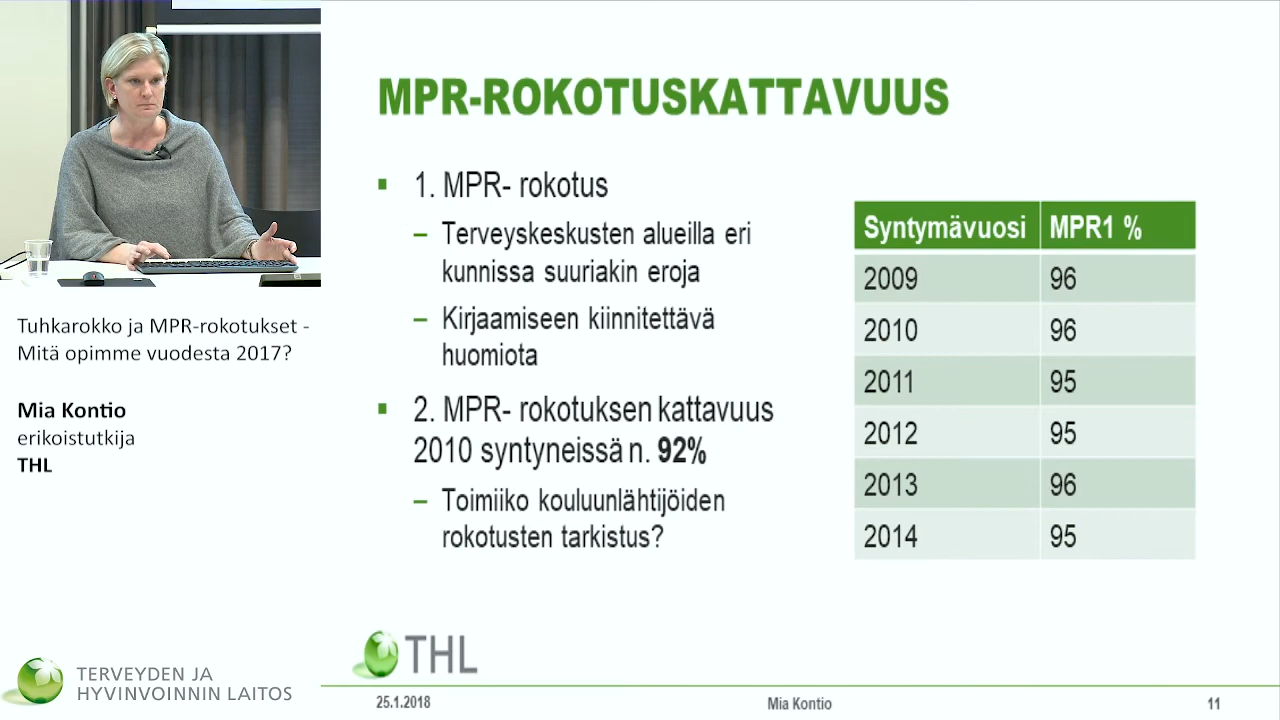 MPR-ROKOTUSKATTAVUUS
1. MPR- rokotus
– Terveyskeskusten alueilla eri
kunnissa suuriakin eroja
– Kirjaamiseen kiinnitettävä
huomiota
2. MPR- rokotuksen kattavuus
2010 syntyneissä n. 92%
– Toimiiko kouluunlähtijöiden
rokotusten tarkistus?
Syntymävuosi MPR1 %
2009 96
2010 96
2011 95
2012 95
2013 96
2014 95
Tuhkarokko ja MPR-rokotukset -
Mitä opimme vuodesta 2017?
Mia Kontio
erikoistutkija
THL
TERVEYDEN JA
HYVINVOINNIN LAITOS
THL
25.1.2018 Mia Kontio 11